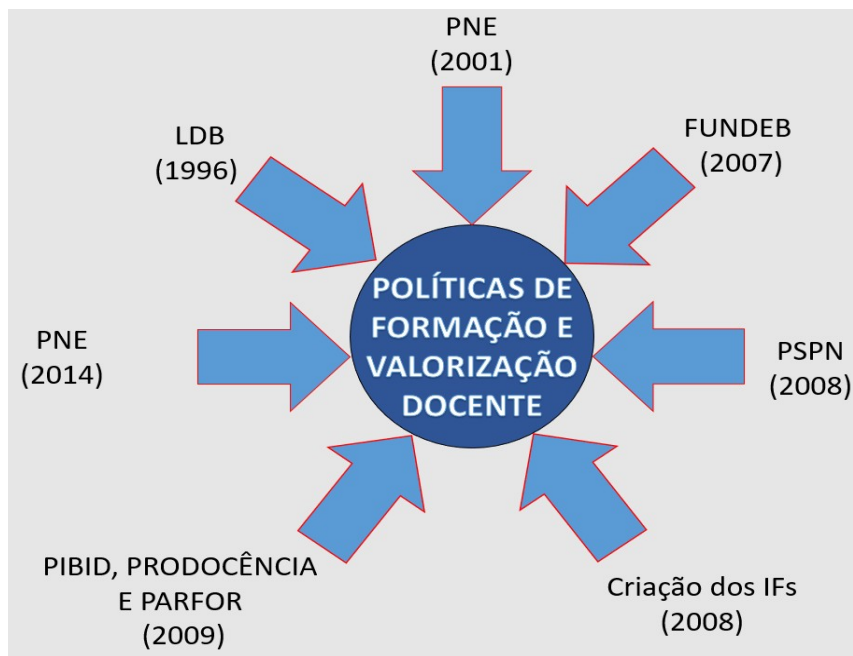 PNE
(2001)
LDB
(1996)
FUNDEB
(2007)
POLÍTICAS DE
FORMAÇÃO E
VALORIZAÇÃO
DOCENTE
PNE
(2014)
PSPN
(2008)
PIBID, PRODOCÊNCIA
E PARFOR
(2009)
Criação dos IFs
(2008)